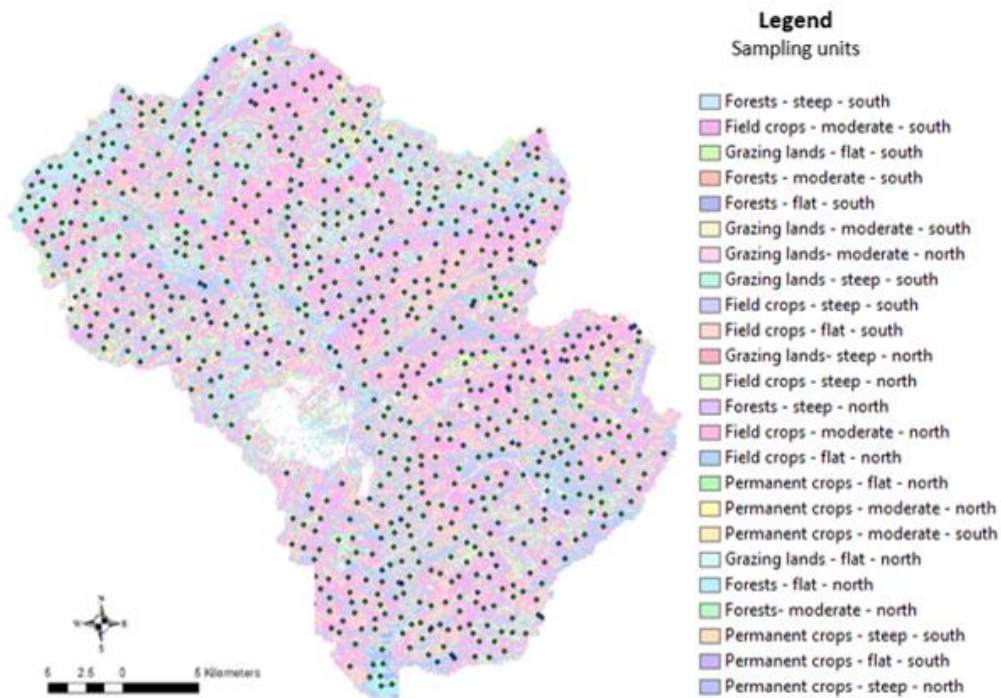 Legend
Sampling units
Forests - steep - south
Field crops - moderate - south
Grazing lands - flat - south
Forests - moderate - south
Forests - flat - south
Grazing lands - moderate - south
Grazing lands- moderate - north
Grazing lands - steep - south
Field crops - steep - south
Field crops - flat - south
Grazing lands- steep - north
Field crops - steep - north
Forests - steep - north
Field crops - moderate - north
Field crops - flat - north
Permanent crops - flat - north
Permanent crops - moderate - north
Permanent crops - moderate - south
Grazing lands - flat - north
Forests - flat - north
Forests- moderate - north
Permanent crops - steep - south
Permanent crops - flat - south
Permanent crops - steep - north
N
W E
S
5 2.5 0 5 Kilometers